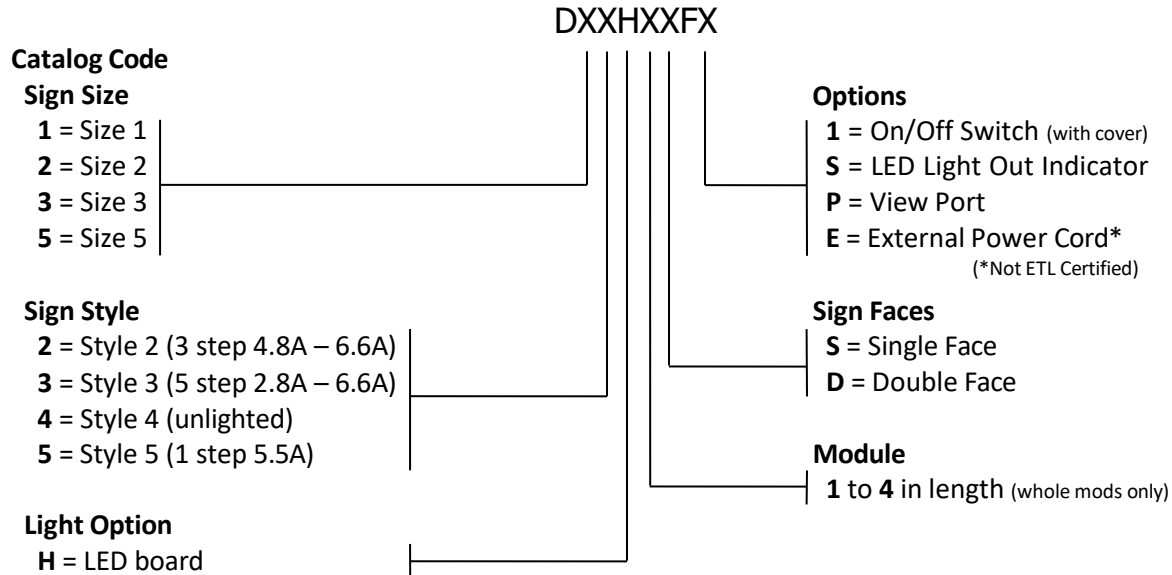 DXXHXXFX
Catalog Code
Sign Size
1 = Size 1
2 = Size 2
3 = Size 3
5 = Size 5
Sign Style
2 = Style 2 (3 step 4.8A – 6.6A)
3 = Style 3 (5 step 2.8A – 6.6A)
4 = Style 4 (unlighted)
5 = Style 5 (1 step 5.5A)
Light Option
H = LED board
Options
1 = On/Off Switch (with cover)
S = LED Light Out Indicator
P = View Port
E = External Power Cord*
(*Not ETL Certified)
Sign Faces
S = Single Face
D = Double Face
Module
1 to 4 in length (whole mods only)